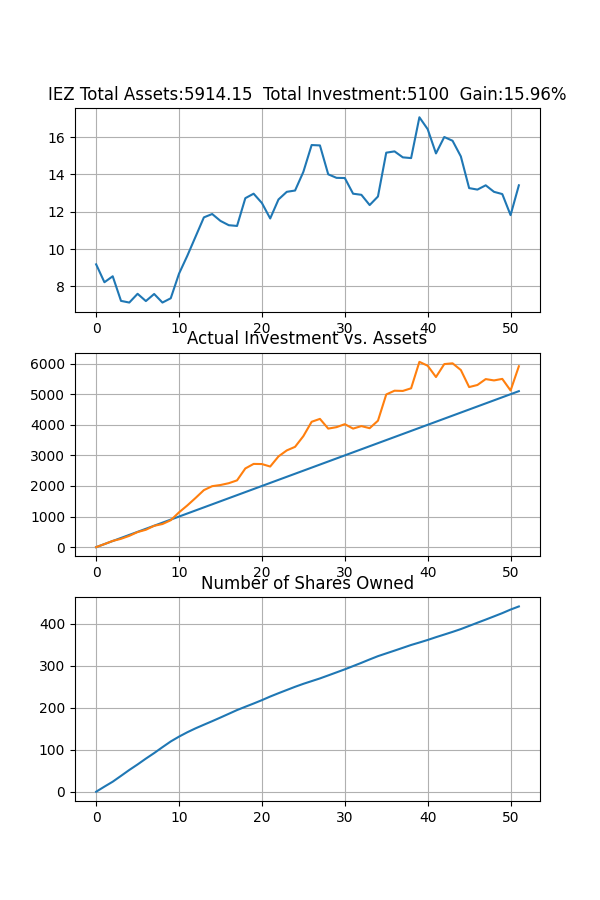 IEZ Total Assets:5914.15  Total Investment:5100  Gain:15.96%
16
14
12
10
8
0 10 20 30 40 50
Actual Investment vs. Assets
6000
5000
4000
3000
2000
1000
0
0 10 20 30 40 50
Number of Shares Owned
400
300
200
100
0
0 10 20 30 40 50